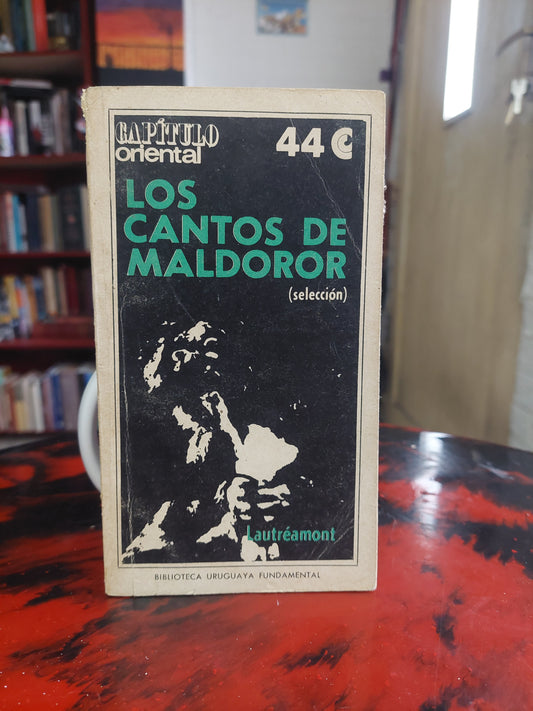 CAPÍTULO
oriental
44
LOS
CANTOS DE
MALDOROR
(selección)
Lautréamont
BIBLIOTECA URUGUAYA FUNDAMENTAL